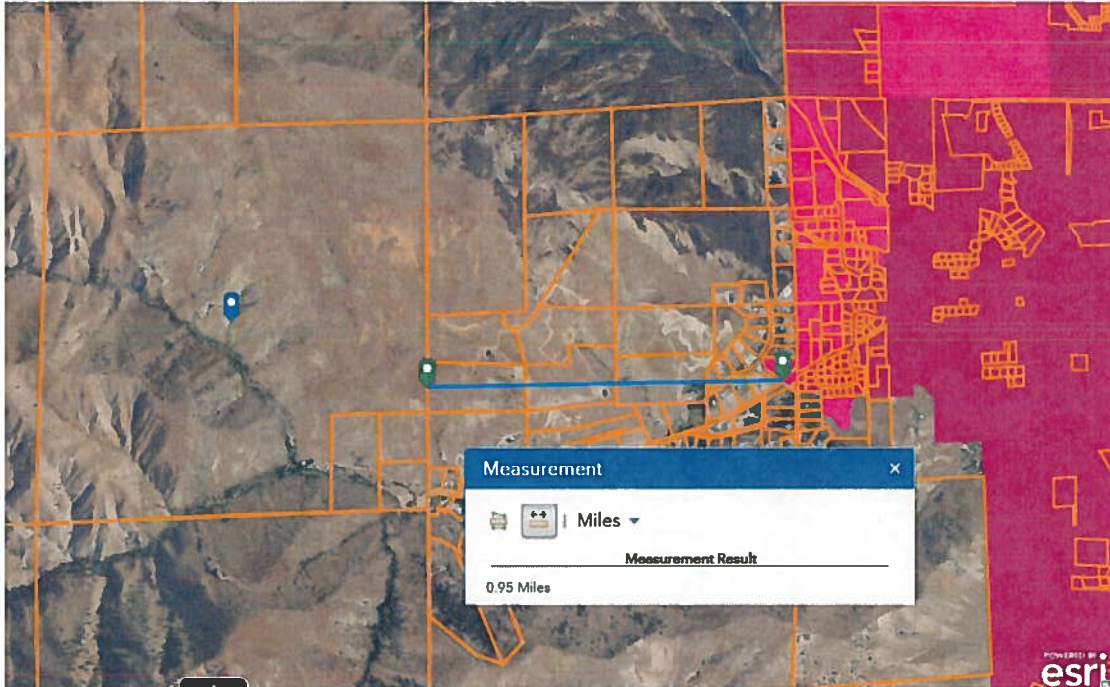 Measurement ×
Miles
Measurement Result
0.95 Miles
POWERED BY
esri